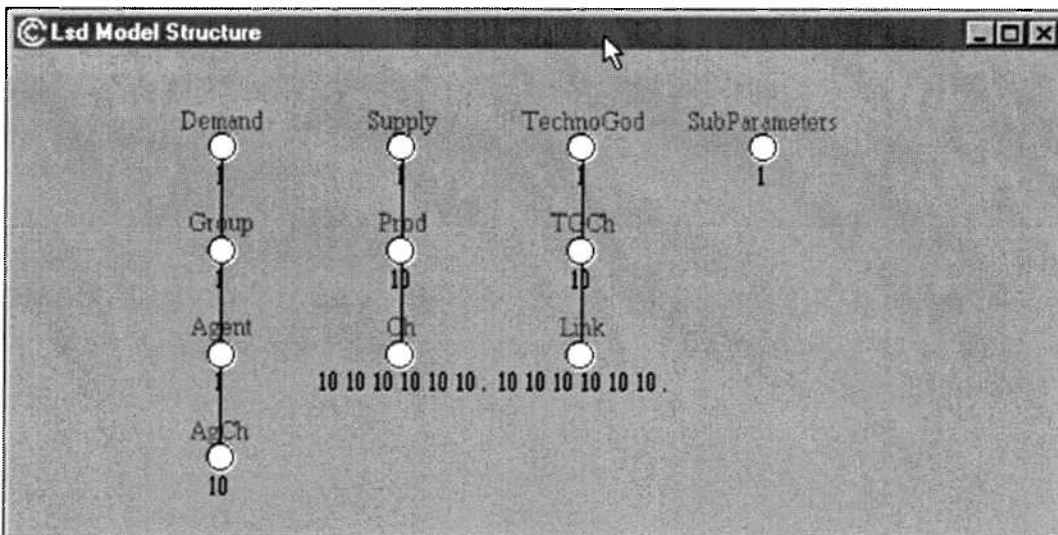 Lsd Model Structure
Demand Supply TechnoGod SubParameters
1 1 1 1
Group Prod TGCh
1 10 10
Agent Ch Link
1 10 10 10 10 10 10 . 10 10 10 10 10 10 .
AgCh
10